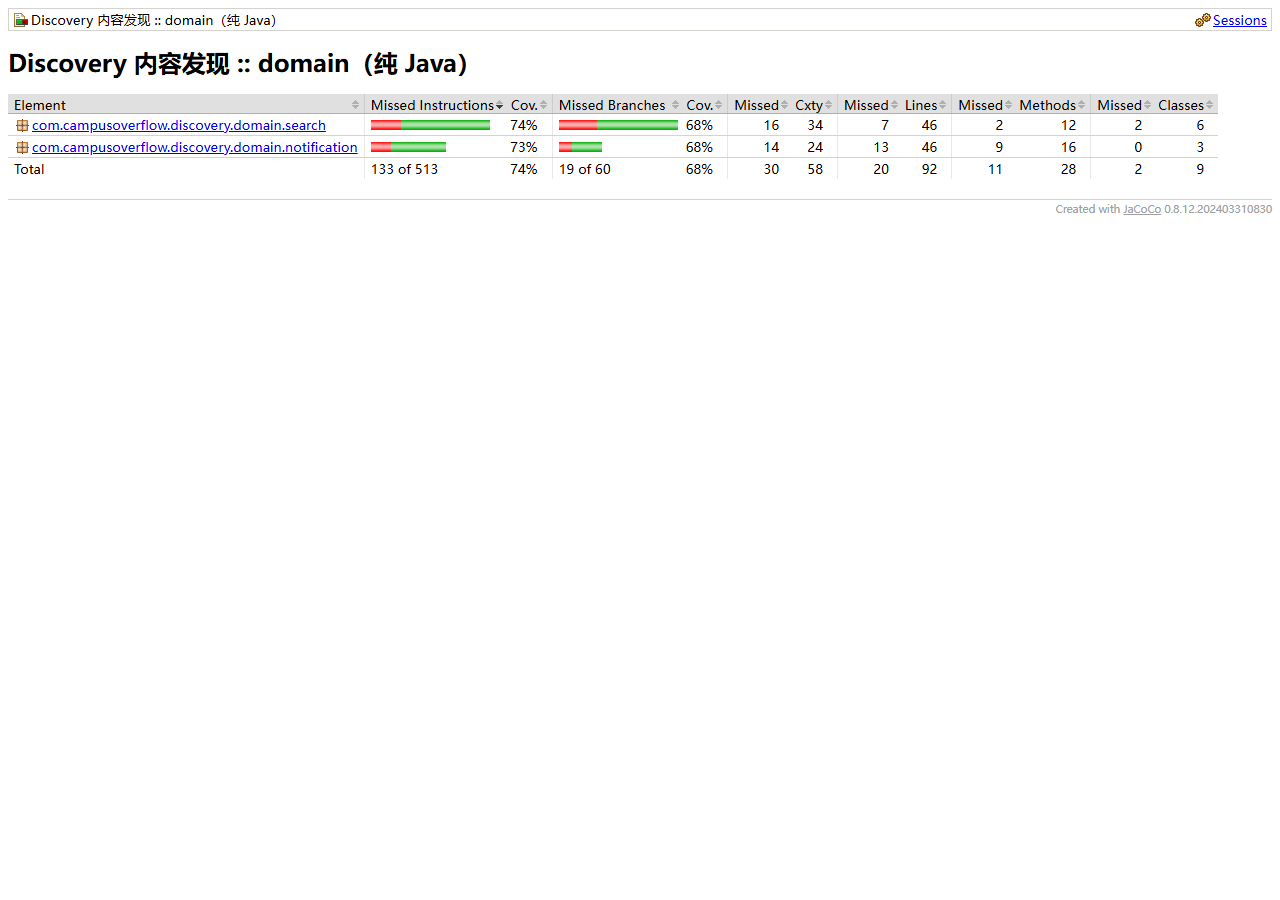 Discovery 内容发现 :: domain（纯 Java） Sessions
Discovery 内容发现 :: domain（纯 Java）
Element Missed Instructions Cov. Missed Branches Cov. Missed Cxty Missed Lines Missed Methods Missed Classes
com.campusoverflow.discovery.domain.search 74% 68% 16 34 7 46 2 12 2 6
com.campusoverflow.discovery.domain.notification 73% 68% 14 24 13 46 9 16 0 3
Total 133 of 513 74% 19 of 60 68% 30 58 20 92 11 28 2 9
Created with JaCoCo 0.8.12.202403310830